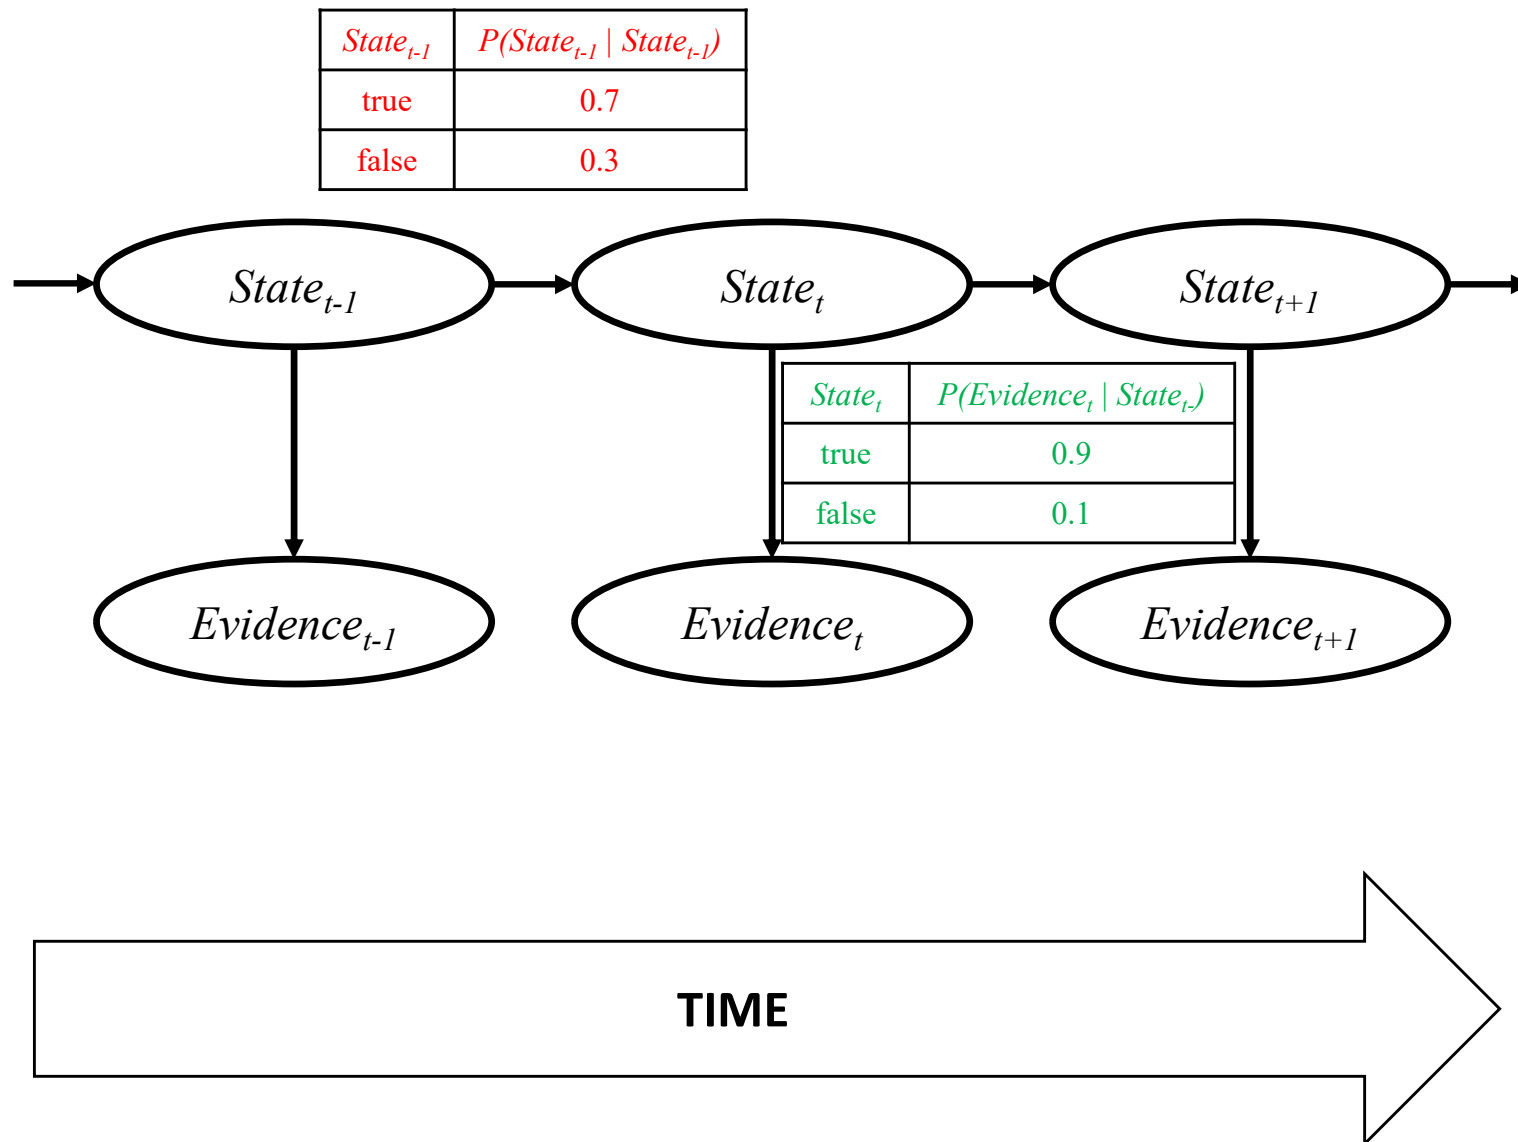 State_{t-1} P(State_{t-1} | State_{t-1})
true 0.7
false 0.3
State_{t-1} State_t State_{t+1}
State_t P(Evidence_t | State_{t-})
true 0.9
false 0.1
Evidence_{t-1} Evidence_t Evidence_{t+1}
TIME